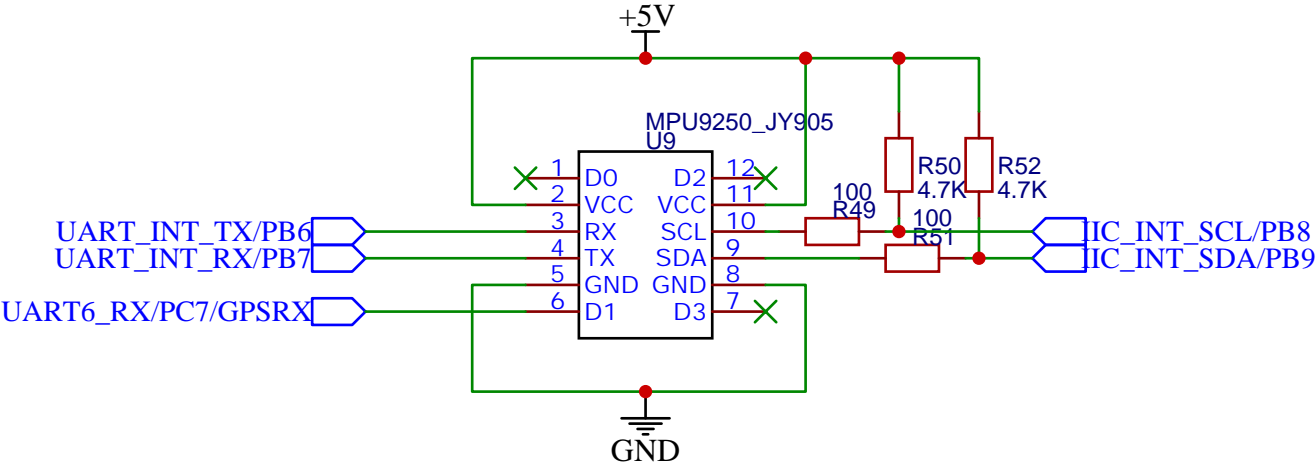 +5V
MPU9250_JY905
U9
1 D0 D2 12
2 VCC VCC 11
3 RX SCL 10
4 TX SDA 9
5 GND GND 8
6 D1 D3 7
R50
4.7K
R52
4.7K
100
R49
100
R51
UART_INT_TX/PB6
UART_INT_RX/PB7
UART6_RX/PC7/GPSRX
IIC_INT_SCL/PB8
IIC_INT_SDA/PB9
GND